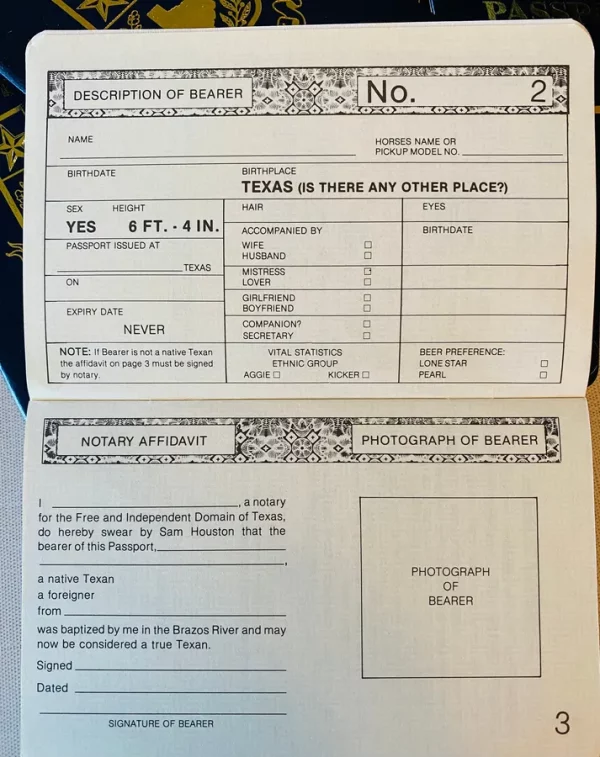 PASSP
DESCRIPTION OF BEARER
No. 2
NAME
HORSES NAME OR
PICKUP MODEL NO.
BIRTHDATE
BIRTHPLACE
TEXAS (IS THERE ANY OTHER PLACE?)
SEX HEIGHT
YES 6 FT. - 4 IN.
HAIR
EYES
PASSPORT ISSUED AT
TEXAS
ON
EXPIRY DATE
NEVER
ACCOMPANIED BY
WIFE
HUSBAND
MISTRESS
LOVER
GIRLFRIEND
BOYFRIEND
COMPANION?
SECRETARY
BIRTHDATE
NOTE: If Bearer is not a native Texan
the affidavit on page 3 must be signed
by notary.
VITAL STATISTICS
ETHNIC GROUP
AGGIE KICKER
BEER PREFERENCE:
LONE STAR
PEARL
NOTARY AFFIDAVIT
PHOTOGRAPH OF BEARER
I , a notary
for the Free and Independent Domain of Texas,
do hereby swear by Sam Houston that the
bearer of this Passport,
,
a native Texan
a foreigner
from
was baptized by me in the Brazos River and may
now be considered a true Texan.
Signed
Dated
SIGNATURE OF BEARER
PHOTOGRAPH
OF
BEARER
3